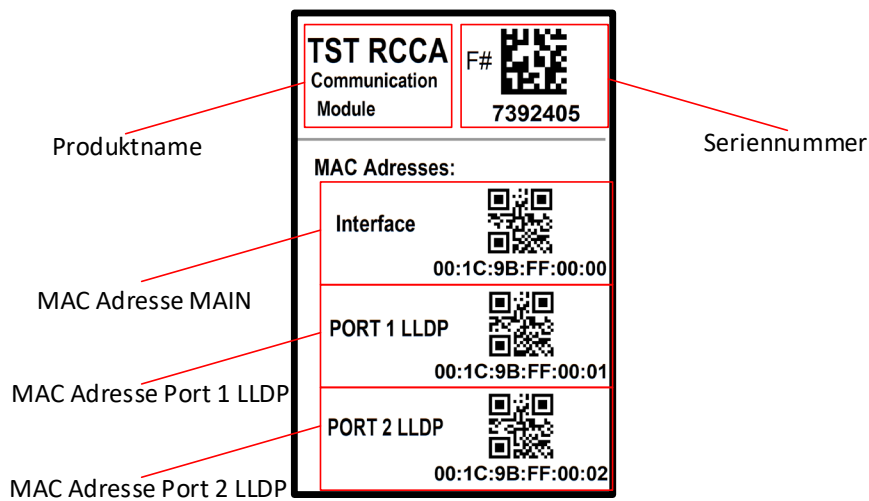 TST RCCA
Communication
Module
F#
7392405
Produktname
Seriennummer
MAC Adresses:
Interface
00:1C:9B:FF:00:00
MAC Adresse MAIN
PORT 1 LLDP
00:1C:9B:FF:00:01
MAC Adresse Port 1 LLDP
PORT 2 LLDP
00:1C:9B:FF:00:02
MAC Adresse Port 2 LLDP